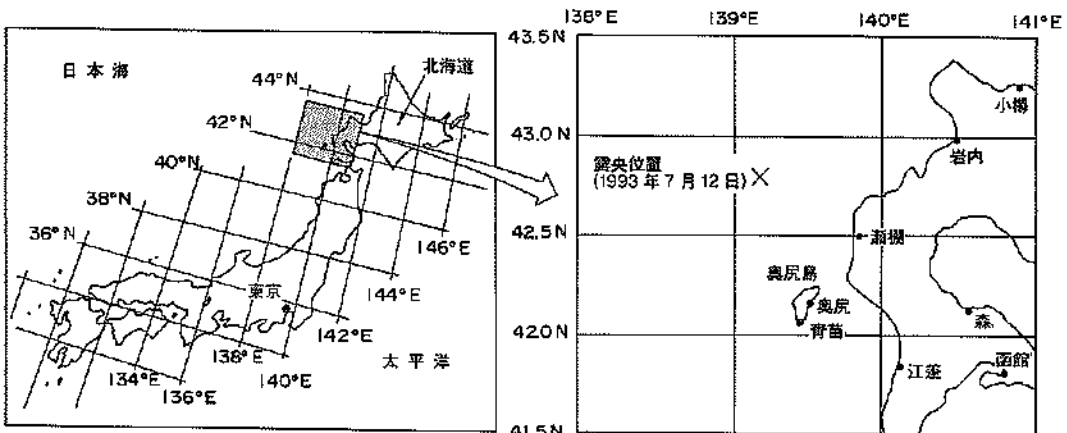 日本海
44°N
北海道
42°N
40°N
38°N
36°N
東京
146°E
144°E
142°E
太平洋
138°E
140°E
134°E
136°E
138°E
139°E
140°E
141°E
43.5N
小樽
43.0N
岩内
震央位置
(1993年7月12日)×
42.5N
瀬棚
奥尻島
奥尻
青苗
42.0N
森
江差
函館
41.5N